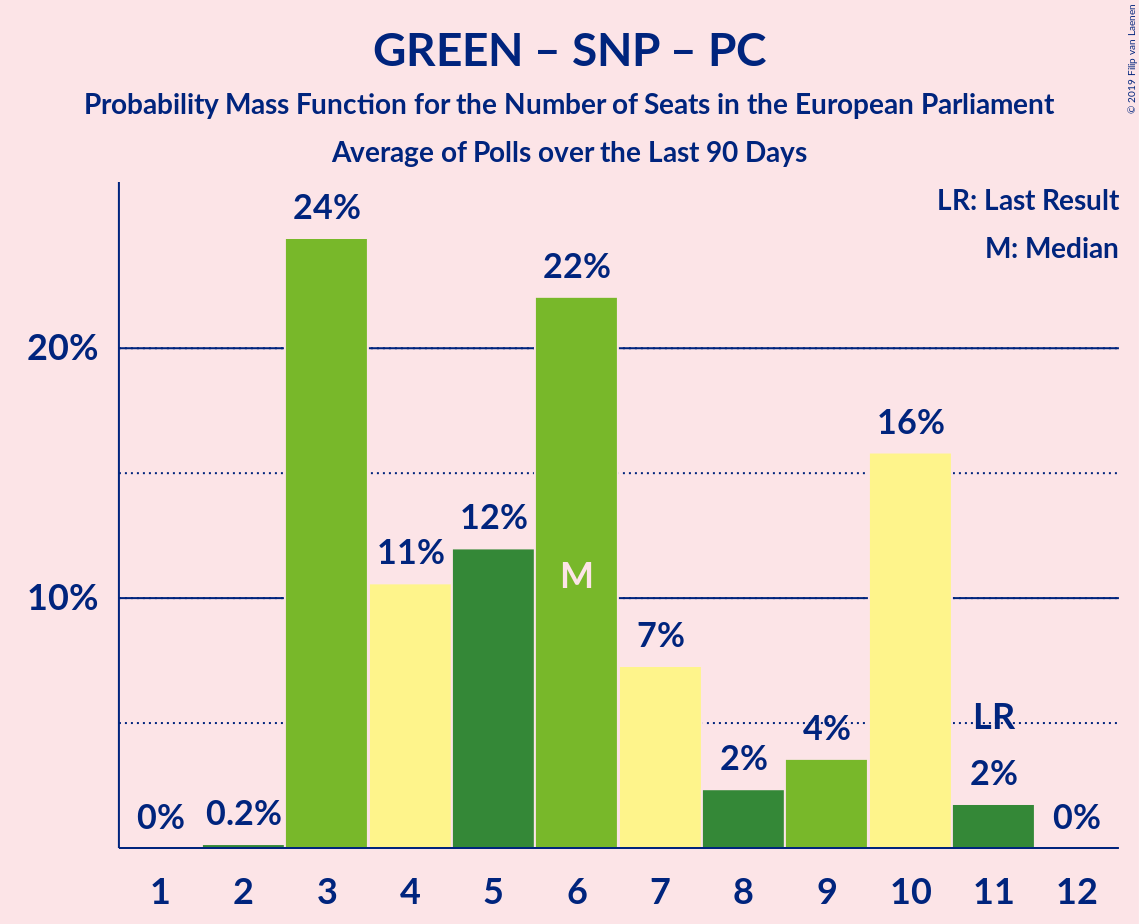 GREEN – SNP – PC
Probability Mass Function for the Number of Seats in the European Parliament
Average of Polls over the Last 90 Days
© 2019 Filip van Laenen
LR: Last Result
M: Median
24%
22%
20%
16%
12%
11%
M
10%
7%
LR
4%
2%
2%
0%
0.2%
0%
1 2 3 4 5 6 7 8 9 10 11 12